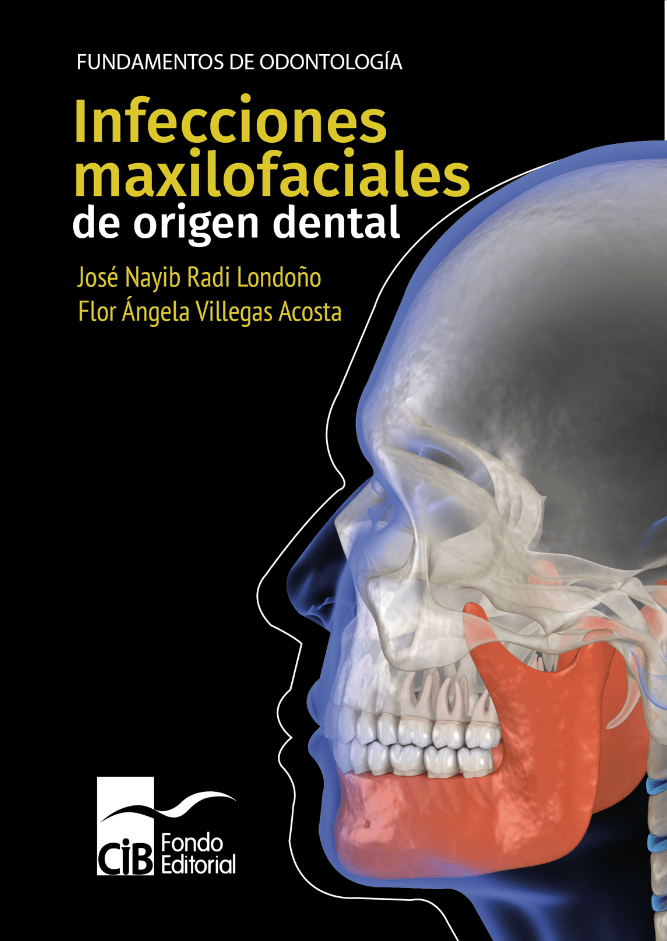 FUNDAMENTOS DE ODONTOLOGÍA
Infecciones
maxilofaciales
de origen dental
José Nayib Radi Londoño
Flor Ángela Villegas Acosta
CIB Fondo
Editorial